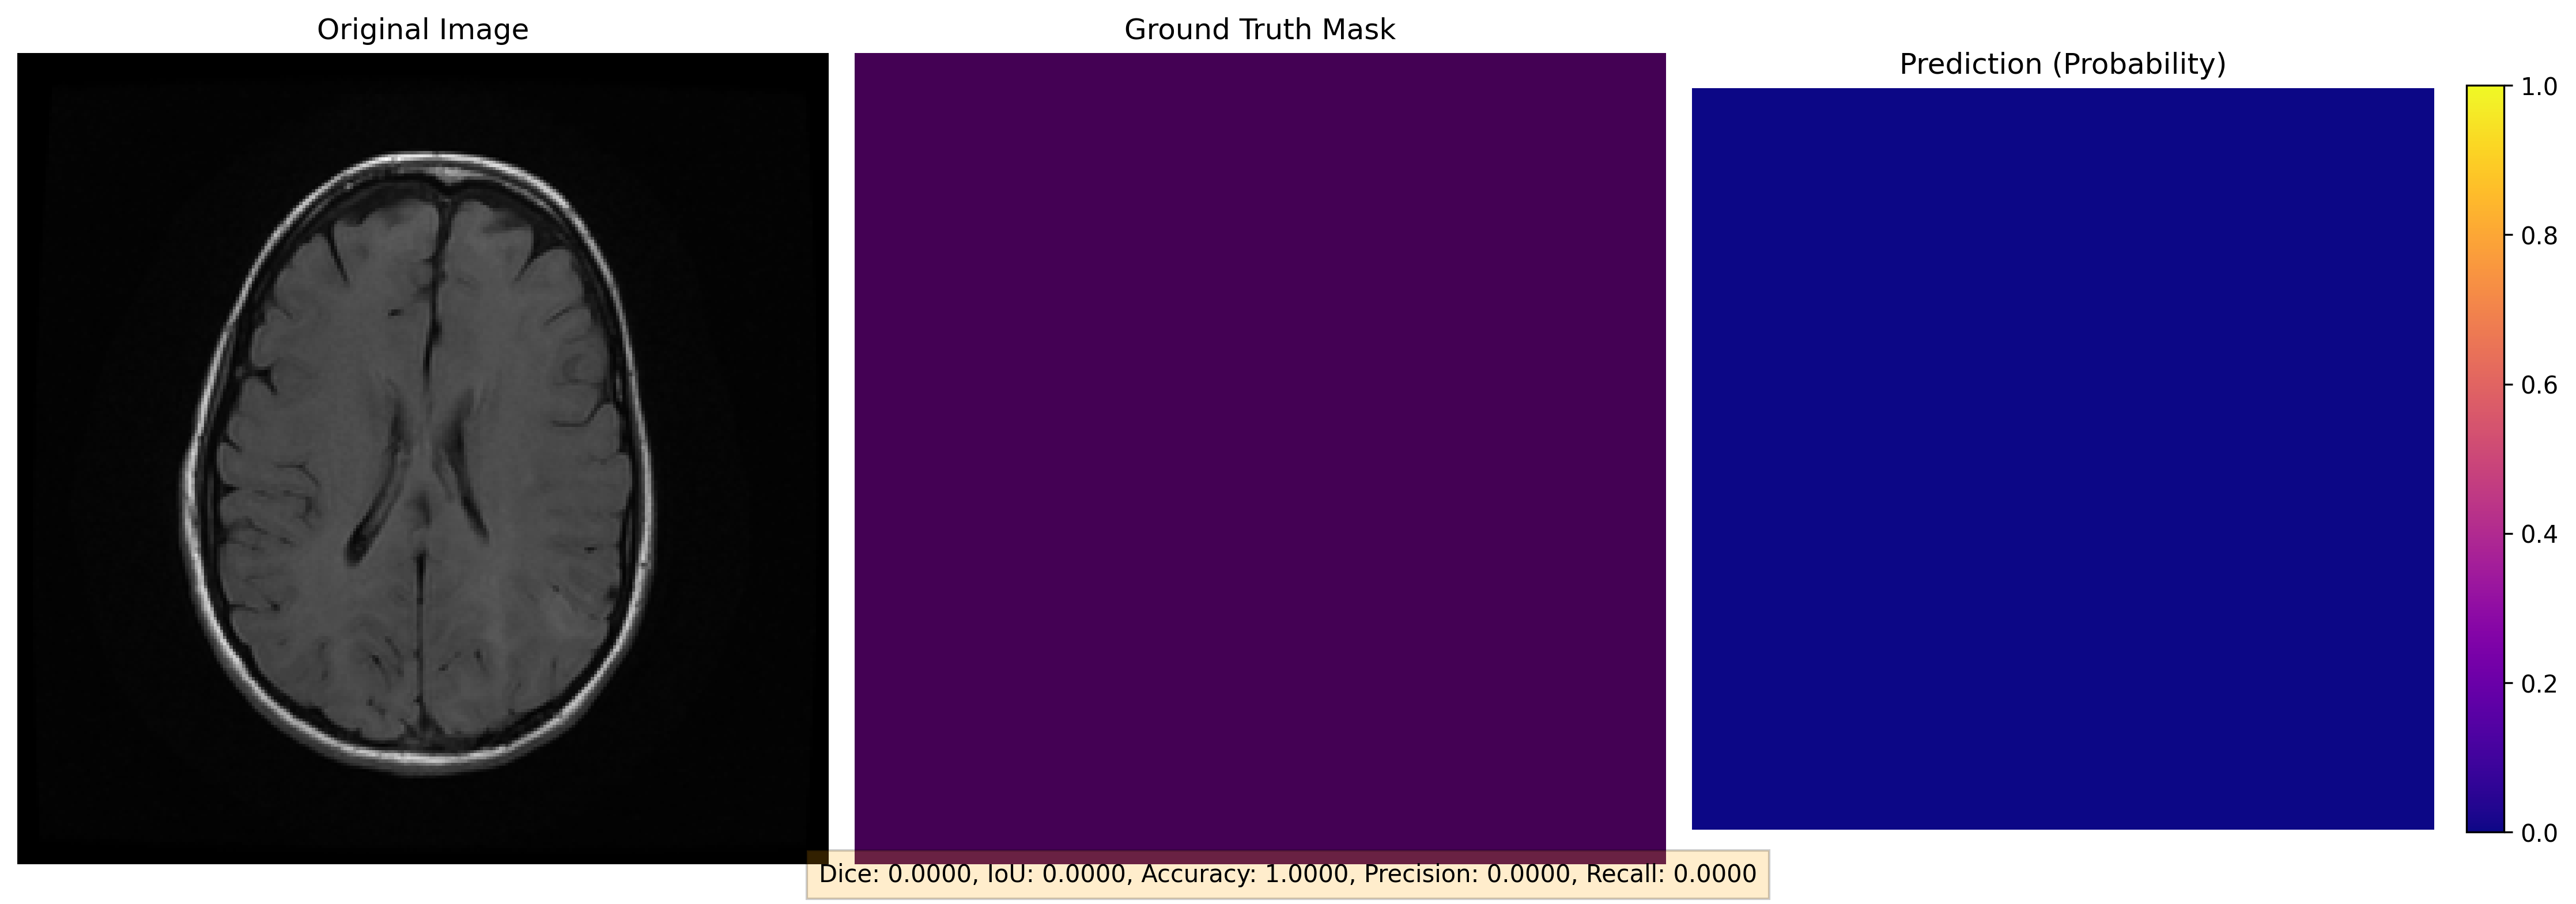 Original Image
Ground Truth Mask
Prediction (Probability)
1.0
0.8
0.6
0.4
0.2
0.0
Dice: 0.0000, IoU: 0.0000, Accuracy: 1.0000, Precision: 0.0000, Recall: 0.0000